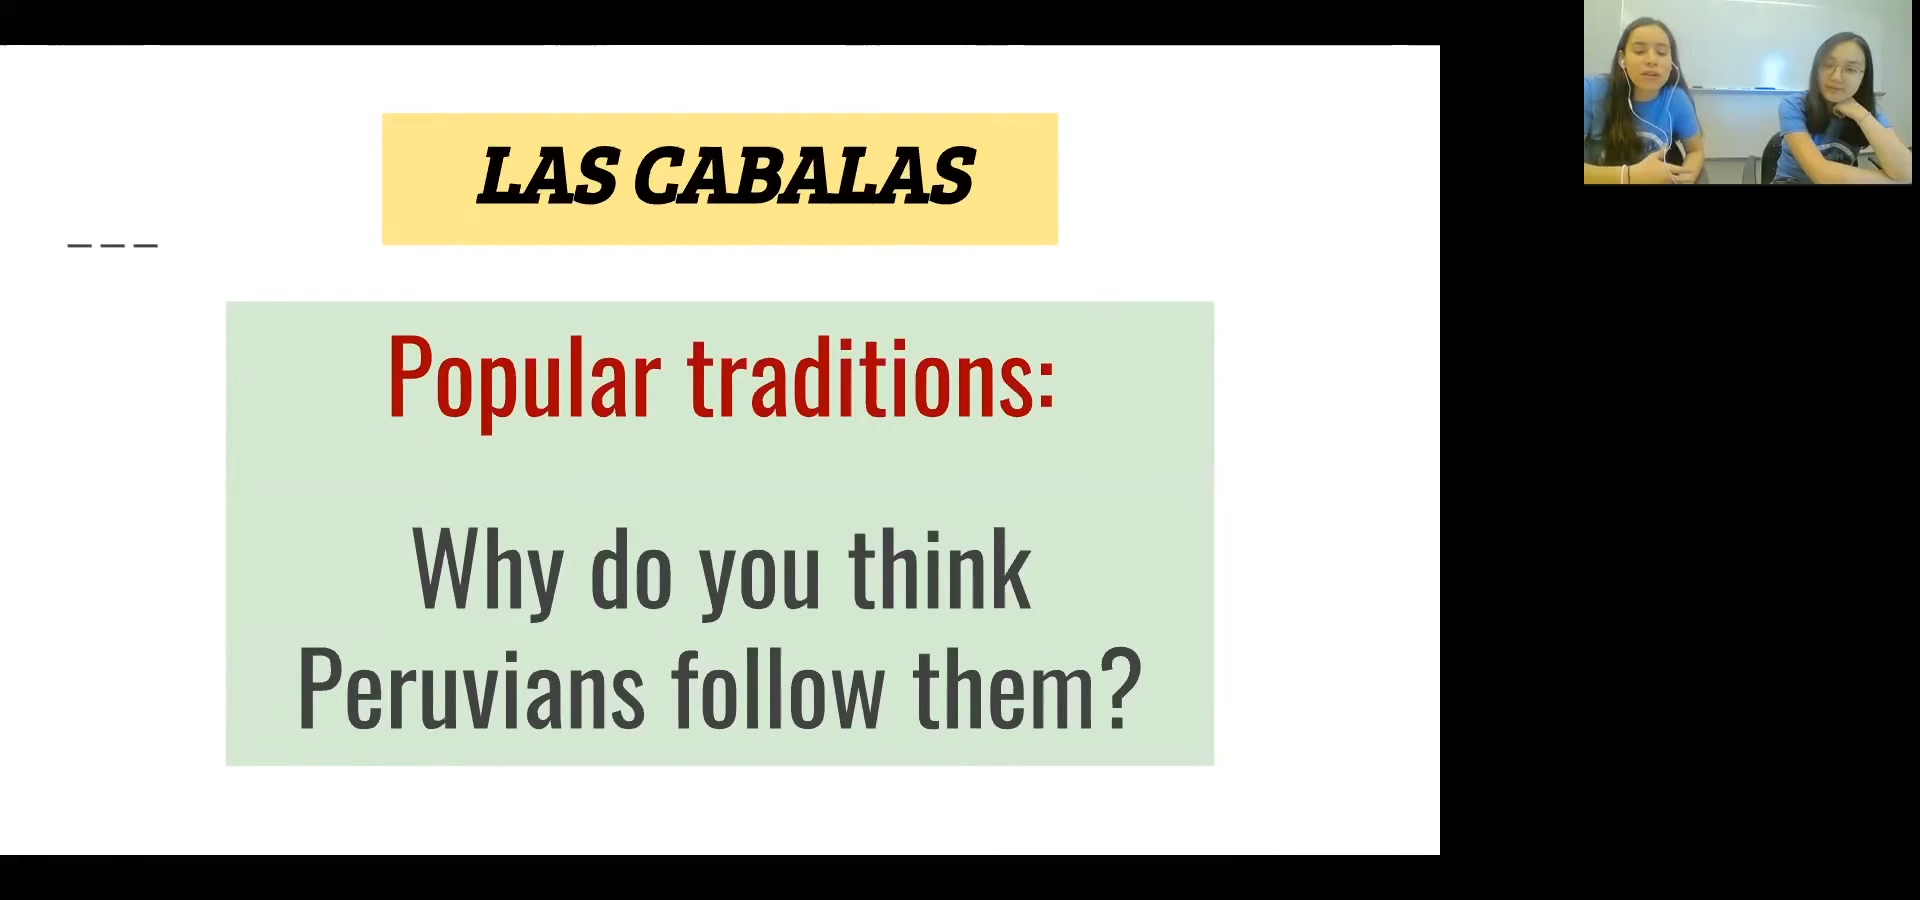 LAS CABALAS
Popular traditions:
Why do you think
Peruvians follow them?